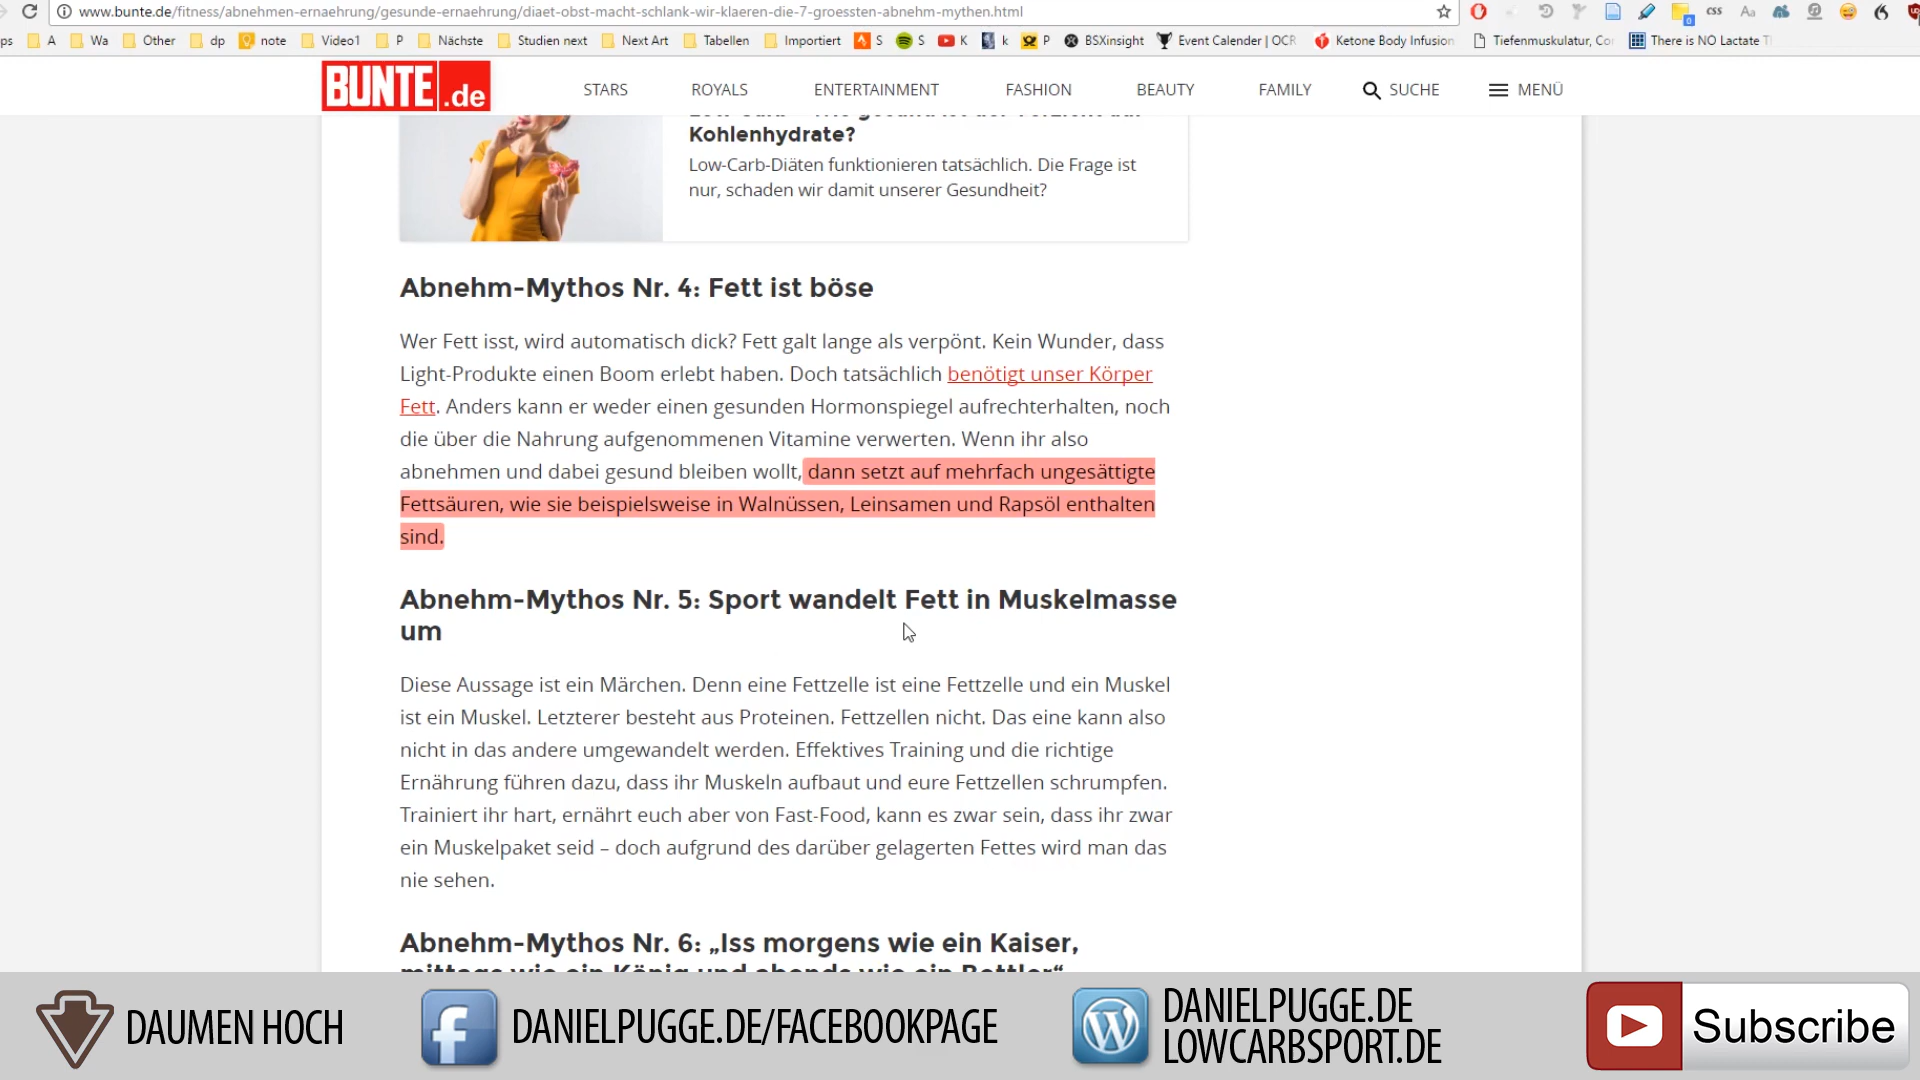 www.bunte.de/fitness/abnehmen-ernaehrung/gesunde-ernaehrung/diaet-obst-macht-schlank-wir-klaeren-die-7-groessten-abnehm-mythen.html
ps A Wa Other dp note Video1 P Nächste Studien next Next Art Tabellen Importiert S S K k P BSXinsight Event Calender | OCR Ketone Body Infusion Tiefenmuskulatur, Cor There is NO Lactate T
BUNTE.de STARS ROYALS ENTERTAINMENT FASHION BEAUTY FAMILY SUCHE MENÜ
Kohlenhydrate?
Low-Carb-Diäten funktionieren tatsächlich. Die Frage ist
nur, schaden wir damit unserer Gesundheit?
Abnehm-Mythos Nr. 4: Fett ist böse
Wer Fett isst, wird automatisch dick? Fett galt lange als verpönt. Kein Wunder, dass
Light-Produkte einen Boom erlebt haben. Doch tatsächlich benötigt unser Körper
Fett. Anders kann er weder einen gesunden Hormonspiegel aufrechterhalten, noch
die über die Nahrung aufgenommenen Vitamine verwerten. Wenn ihr also
abnehmen und dabei gesund bleiben wollt, dann setzt auf mehrfach ungesättigte
Fettsäuren, wie sie beispielsweise in Walnüssen, Leinsamen und Rapsöl enthalten
sind.
Abnehm-Mythos Nr. 5: Sport wandelt Fett in Muskelmasse
um
Diese Aussage ist ein Märchen. Denn eine Fettzelle ist eine Fettzelle und ein Muskel
ist ein Muskel. Letzterer besteht aus Proteinen. Fettzellen nicht. Das eine kann also
nicht in das andere umgewandelt werden. Effektives Training und die richtige
Ernährung führen dazu, dass ihr Muskeln aufbaut und eure Fettzellen schrumpfen.
Trainiert ihr hart, ernährt euch aber von Fast-Food, kann es zwar sein, dass ihr zwar
ein Muskelpaket seid – doch aufgrund des darüber gelagerten Fettes wird man das
nie sehen.
Abnehm-Mythos Nr. 6: „Iss morgens wie ein Kaiser,
mittags wie ein König und abends wie ein Bettler“
DAUMEN HOCH
DANIELPUGGE.DE/FACEBOOKPAGE
DANIELPUGGE.DE
LOWCARBSPORT.DE
Subscribe